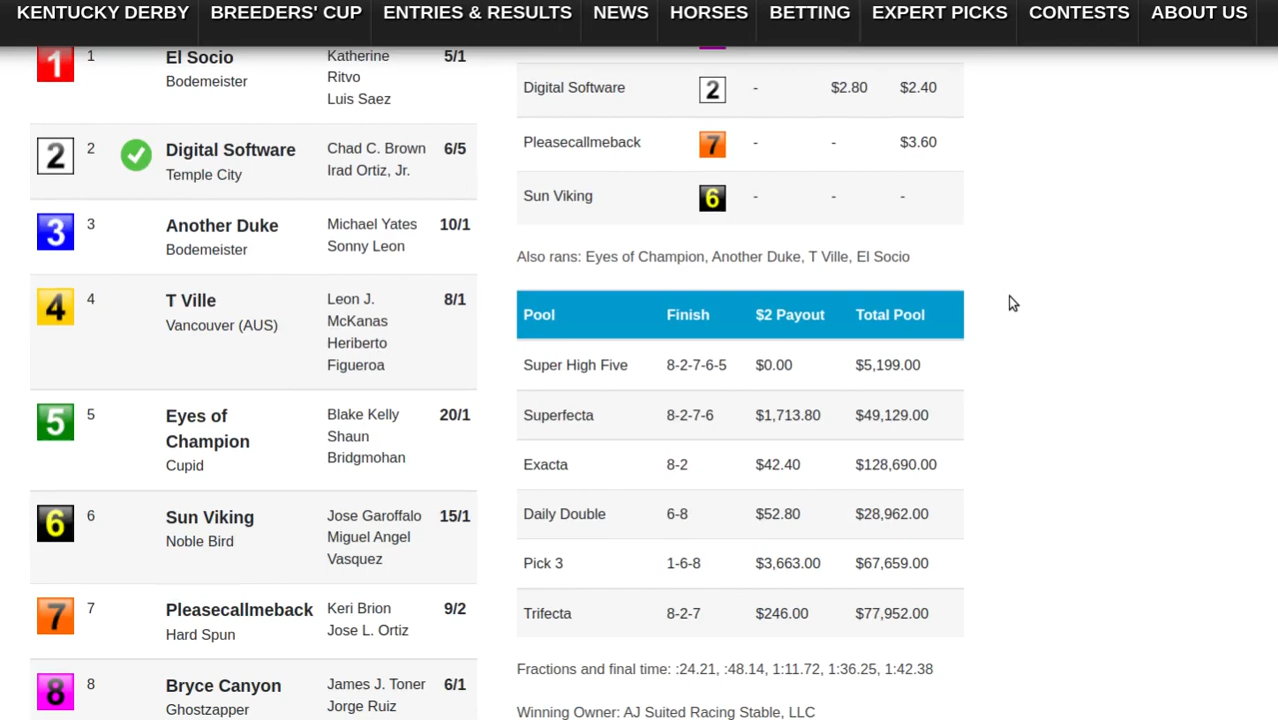 KENTUCKY DERBY BREEDERS' CUP ENTRIES & RESULTS NEWS HORSES BETTING EXPERT PICKS CONTESTS ABOUT US
1 1 El Socio Katherine 5/1
Bodemeister Ritvo
Luis Saez
2 2 Digital Software Chad C. Brown 6/5
Temple City Irad Ortiz, Jr.
3 3 Another Duke Michael Yates 10/1
Bodemeister Sonny Leon
4 4 T Ville Leon J. 8/1
Vancouver (AUS) McKanas
Heriberto
Figueroa
5 5 Eyes of Blake Kelly 20/1
Champion Shaun
Cupid Bridgmohan
6 6 Sun Viking Jose Garoffalo 15/1
Noble Bird Miguel Angel
Vasquez
7 7 Pleasecallmeback Keri Brion 9/2
Hard Spun Jose L. Ortiz
8 8 Bryce Canyon James J. Toner 6/1
Ghostzapper Jorge Ruiz
Digital Software 2 - $2.80 $2.40
Pleasecallmeback 7 - - $3.60
Sun Viking 6 - - -
Also rans: Eyes of Champion, Another Duke, T Ville, El Socio
Pool Finish $2 Payout Total Pool
Super High Five 8-2-7-6-5 $0.00 $5,199.00
Superfecta 8-2-7-6 $1,713.80 $49,129.00
Exacta 8-2 $42.40 $128,690.00
Daily Double 6-8 $52.80 $28,962.00
Pick 3 1-6-8 $3,663.00 $67,659.00
Trifecta 8-2-7 $246.00 $77,952.00
Fractions and final time: :24.21, :48.14, 1:11.72, 1:36.25, 1:42.38
Winning Owner: AJ Suited Racing Stable, LLC